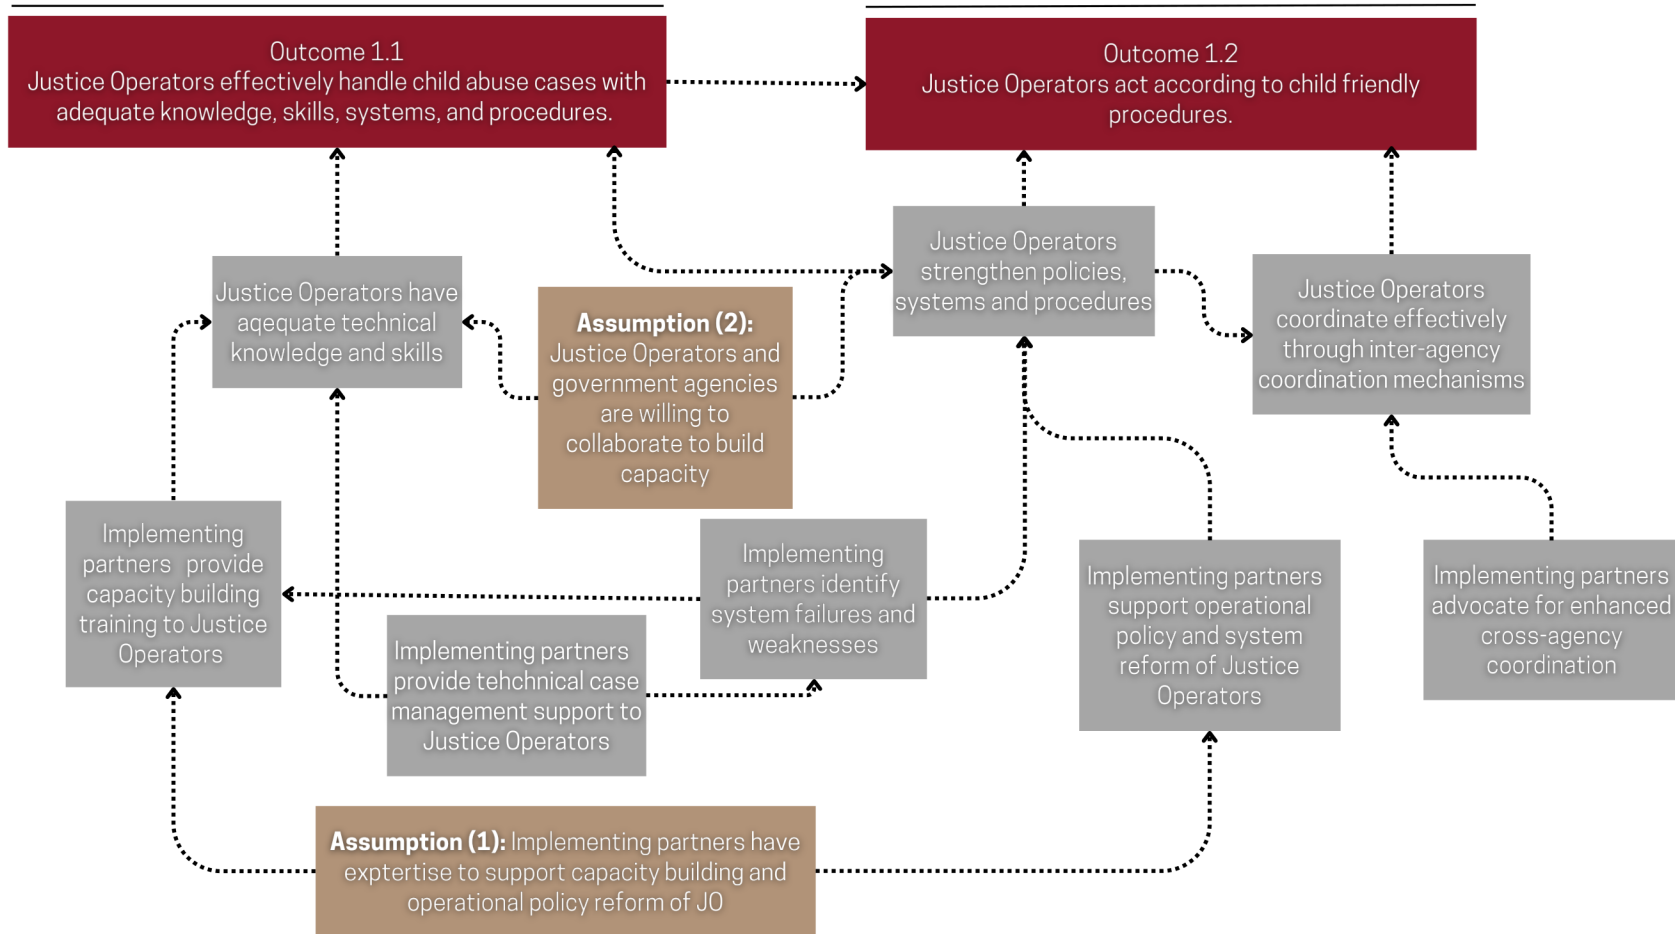 Outcome 1.1
Justice Operators effectively handle child abuse cases with
adequate knowledge, skills, systems, and procedures.
Outcome 1.2
Justice Operators act according to child friendly
procedures.
Justice Operators
strengthen policies,
systems and procedures
Justice Operators have
aqequate technical
knowledge and skills
Assumption (2):
Justice Operators and
government agencies
are willing to
collaborate to build
capacity
Justice Operators
coordinate effectively
through inter-agency
coordination mechanisms
Implementing
partners provide
capacity building
training to Justice
Operators
Implementing
partners identify
system failures and
weaknesses
Implementing partners
support operational
policy and system
reform of Justice
Operators
Implementing partners
advocate for enhanced
cross-agency
coordination
Implementing partners
provide tehchnical case
management support to
Justice Operators
Assumption (1): Implementing partners have
exptertise to support capacity building and
operational policy reform of JO